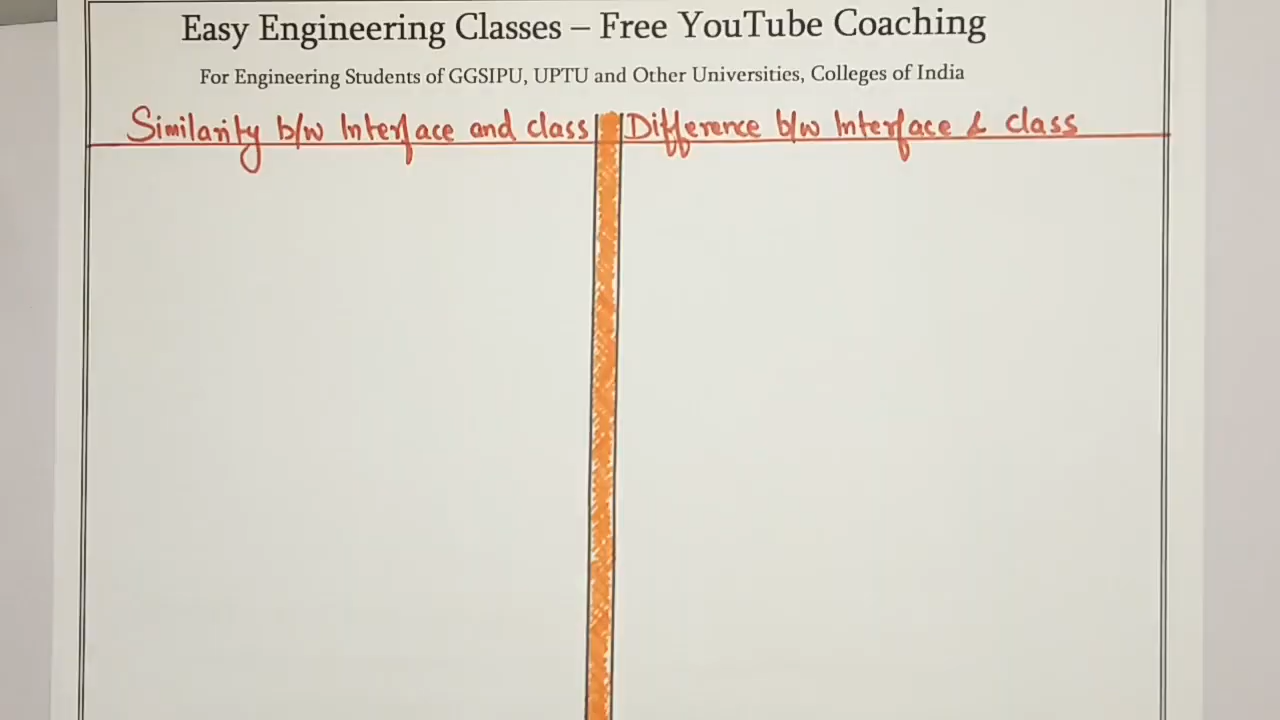 Easy Engineering Classes – Free YouTube Coaching
For Engineering Students of GGSIPU, UPTU and Other Universities, Colleges of India
Similarity b/w Interface and class
Difference b/w Interface & class